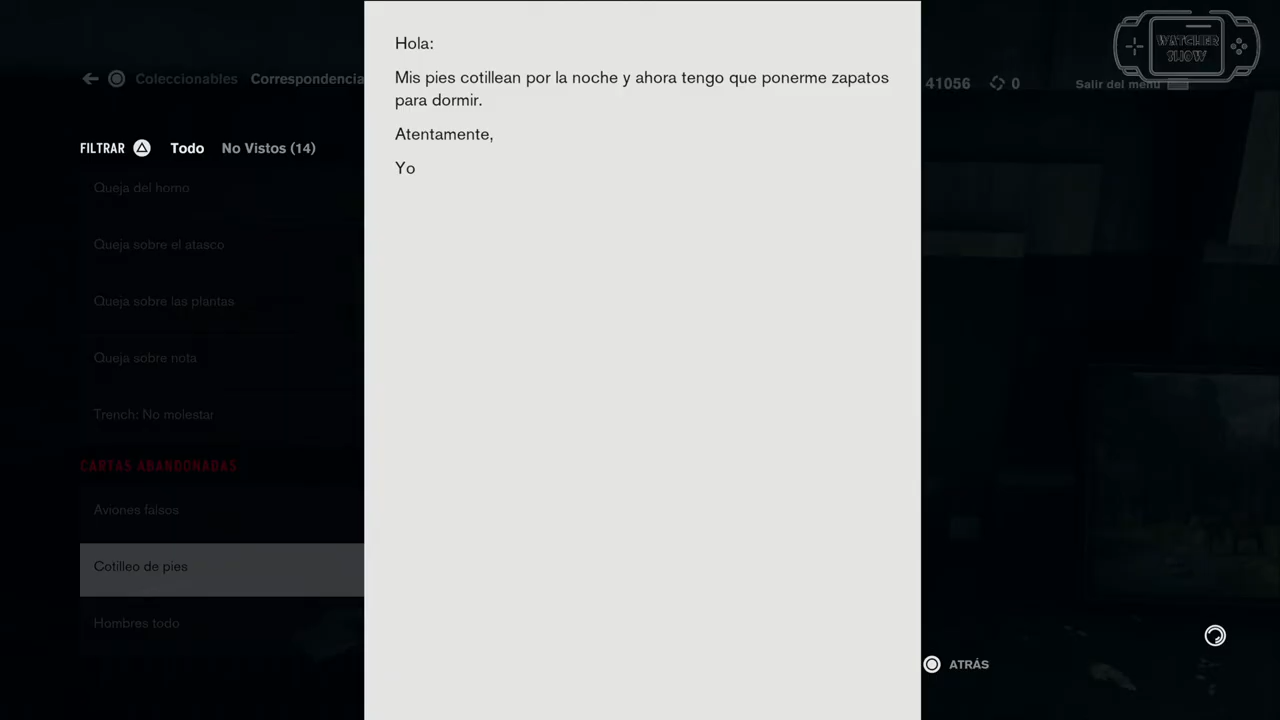 WATCHER
SHOW
Coleccionables Correspondencia
41056 0 Salir del menú
FILTRAR Todo No Vistos (14)
Queja del horno
Queja sobre el atasco
Queja sobre las plantas
Queja sobre nota
Trench: No molestar
CARTAS ABANDONADAS
Aviones falsos
Cotilleo de pies
Hombres todo
Hola:
Mis pies cotillean por la noche y ahora tengo que ponerme zapatos
para dormir.
Atentamente,
Yo
ATRÁS